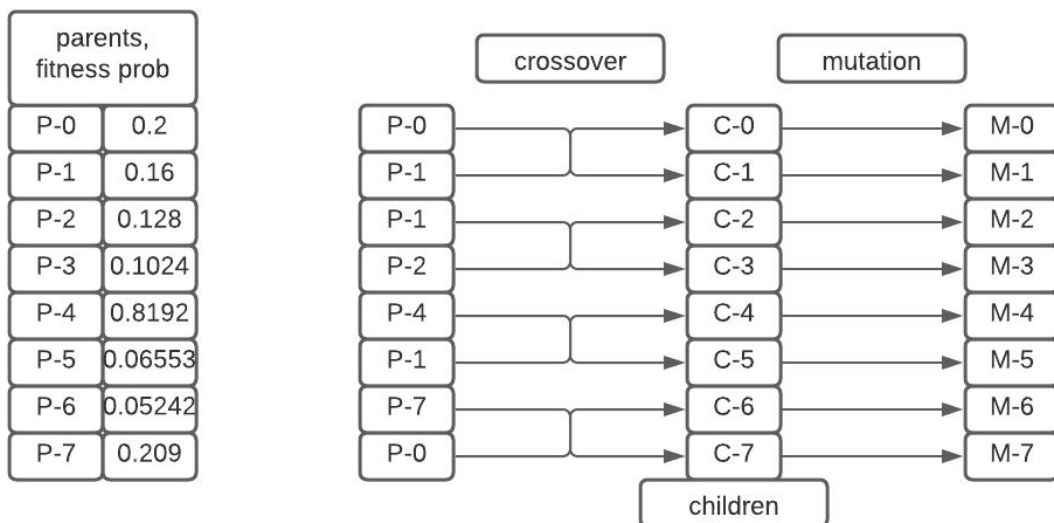 parents,
fitness prob
crossover
mutation
P-0 0.2 P-0 C-0 M-0
P-1 0.16 P-1 C-1 M-1
P-2 0.128 P-1 C-2 M-2
P-3 0.1024 P-2 C-3 M-3
P-4 0.8192 P-4 C-4 M-4
P-5 0.06553 P-1 C-5 M-5
P-6 0.05242 P-7 C-6 M-6
P-7 0.209 P-0 C-7 M-7
children